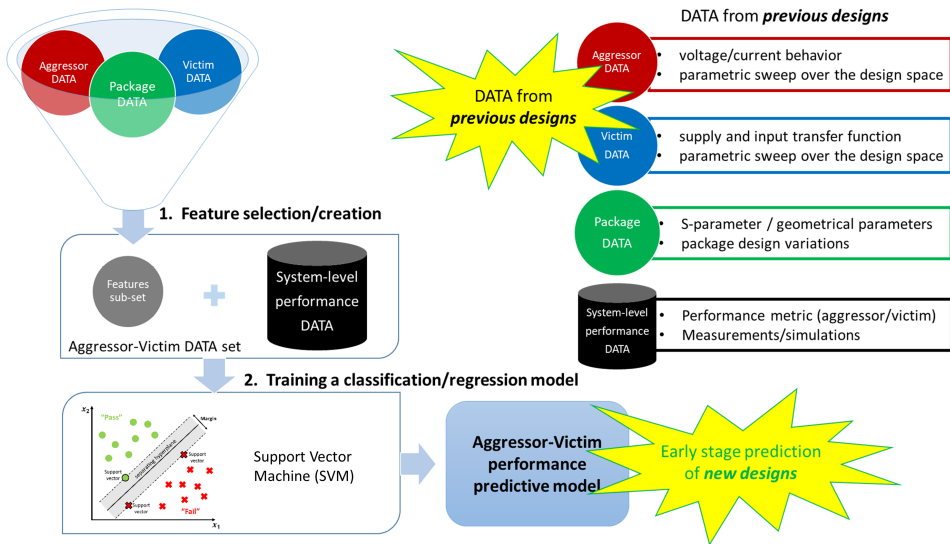 Aggressor
DATA
Package
DATA
Victim
DATA
1. Feature selection/creation
Features
sub-set
System-level
performance
DATA
Aggressor-Victim DATA set
2. Training a classification/regression model
x2
"Pass"
Margin
separating hyperplane
Support
vector
Support
vector
Support
vector
"Fail"
x1
Support Vector
Machine (SVM)
Aggressor-Victim
performance
predictive model
Early stage prediction
of new designs
DATA from previous designs
DATA from
previous designs
Aggressor
DATA
• voltage/current behavior
• parametric sweep over the design space
Victim
DATA
• supply and input transfer function
• parametric sweep over the design space
Package
DATA
• S-parameter / geometrical parameters
• package design variations
System-level
performance
DATA
• Performance metric (aggressor/victim)
• Measurements/simulations